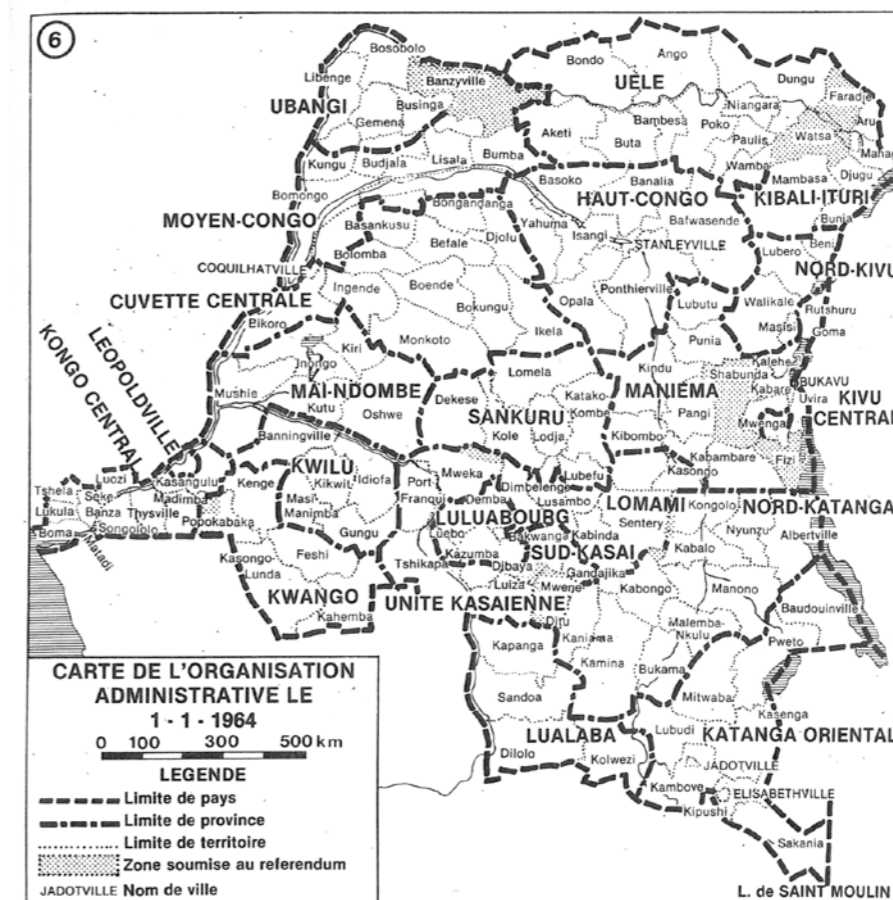 6
Bosobolo
Ango
Bondo
Libenge
Banzyville
UELE
Dungu
Faradje
UBANGI
Businga
Niangara
Gemena
Aketi
Bambesa
Poko
Aru
Buta
Paulis
Watsa
Mahag
Kungu
Budjala
Lisala
Bumba
Wamba
Djugu
Basoko
Banalia
Mambasa
Bomongo
HAUT-CONGO
KIBALI-ITURI
MOYEN-CONGO
Bongandanga
Basankusu
Yahuma
Bafwasende
Bunja
Befale
Djolu
Isangi
STANLEYVILLE
Lubero
Beni
COQUILHATVILLE
Bolomba
NORD-KIVU
Ingende
Boende
Ponthierville
CUVETTE CENTRALE
Bokungu
Opala
Lubutu
Walikale
Rutshuru
Bikoro
Ikela
Punia
Masisi
Goma
Kiri
Monkoto
Inongo
Lomela
Kindu
Kalehe
Shabunda
KONGO CENTRAL
LEOPOLDVILLE
Mushie
MAI-NDOMBE
Dekese
Katako-
Kombe
MANIEMA
Kabare
BUKAVU
Uvira
KIVU
CENTRAL
Kutu
Oshwe
SANKURU
Pangi
Mwenga
Banningville
Kole
Lodja
Kibombo
Kabambare
Fizi
KWILU
Kasongo
Luozi
Kasangulu
Kenge
Kikwit
Idiofa
Port-
Franqui
Mweka
Dimbelenge
Lubefu
Tshela
Seke
Madimba
Masi-
Manimba
Demba
Lusambo
LOMAMI
Kongolo
NORD-KATANGA
Lukula
Banza
Thysville
Popokabaka
LULUABOURG
Sentery
Nyunzu
Boma
Songololo
Gungu
Luebo
Bakwanga
Kabinda
Albertville
Matadi
Kasongo-
Lunda
Feshi
Tshikapa
Kazumba
SUD-KASAI
Kabalo
Dibaya
Gandajika
KWANGO
UNITE KASAIENNE
Luiza
Mwene
Ditu
Kabongo
Manono
Baudouinville
Kahemba
Malemba-
Nkulu
Kapanga
Kaniama
Pweto
Kamina
Bukama
Sandoa
Mitwaba
Kasenga
LUALABA
Lubudi
KATANGA ORIENTAL
Dilolo
Kolwezi
JADOTVILLE
Kambove
ELISABETHVILLE
Kipushi
Sakania
L. de SAINT MOULIN
CARTE DE L'ORGANISATION
ADMINISTRATIVE LE
1 - 1 - 1964
0 100 300 500 km
LEGENDE
Limite de pays
Limite de province
Limite de territoire
Zone soumise au referendum
JADOTVILLE Nom de ville